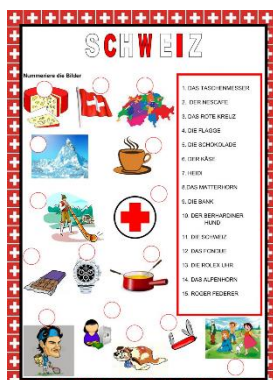 SCHWEIZ
Nummeriere die Bilder
1. DAS TASCHENMESSER
2. DER NESCAFE
3. DAS ROTE KREUZ
4. DIE FLAGGE
5. DIE SCHOKOLADE
6. DER KÄSE
7. HEIDI
8.DAS MATTERHORN
9. DIE BANK
10. DER BERHARDINER
HUND
11. DIE SCHWEIZ
12. DAS FONDUE
13. DIE ROLEX UHR
14. DAS ALPENHORN
15. ROGER FEDERER